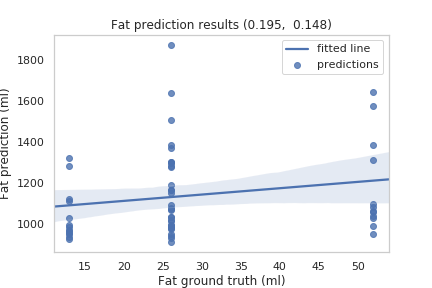 Fat prediction results (0.195,  0.148)
fitted line
predictions
Fat prediction (ml)
1800
1600
1400
1200
1000
15 20 25 30 35 40 45 50
Fat ground truth (ml)